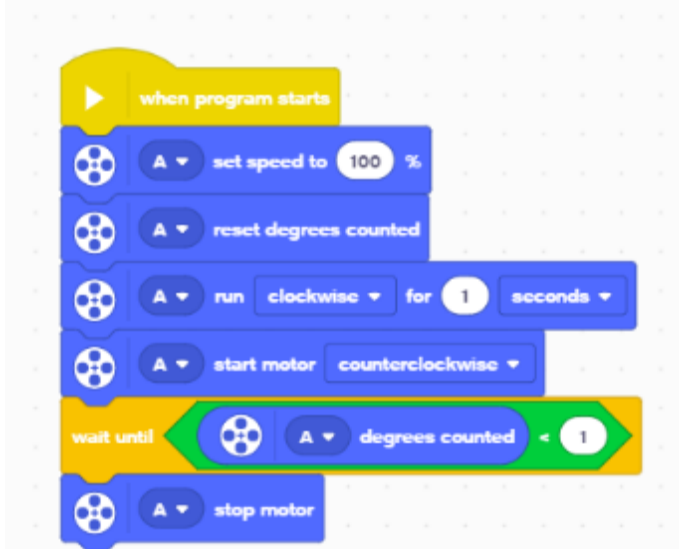 when program starts
A set speed to 100 %
A reset degrees counted
A run clockwise for 1 seconds
A start motor counterclockwise
wait until A degrees counted < 1
A stop motor